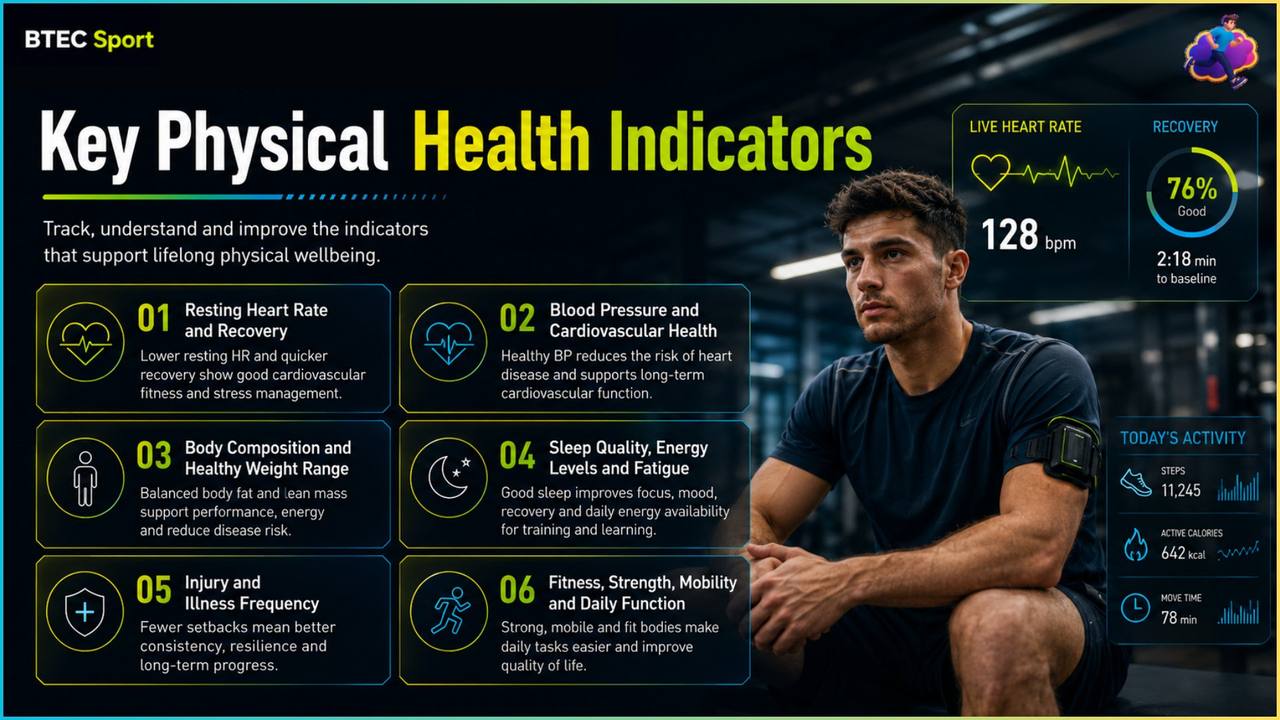 BTEC Sport
Key Physical Health Indicators
Track, understand and improve the indicators
that support lifelong physical wellbeing.
01 Resting Heart Rate
and Recovery
Lower resting HR and quicker
recovery show good cardiovascular
fitness and stress management.
02 Blood Pressure and
Cardiovascular Health
Healthy BP reduces the risk of heart
disease and supports long-term
cardiovascular function.
03 Body Composition and
Healthy Weight Range
Balanced body fat and lean mass
support performance, energy
and reduce disease risk.
04 Sleep Quality, Energy
Levels and Fatigue
Good sleep improves focus, mood,
recovery and daily energy availability
for training and learning.
05 Injury and
Illness Frequency
Fewer setbacks mean better
consistency, resilience and
long-term progress.
06 Fitness, Strength, Mobility
and Daily Function
Strong, mobile and fit bodies make
daily tasks easier and improve
quality of life.
LIVE HEART RATE
128 bpm
RECOVERY
76%
Good
2:18 min
to baseline
TODAY'S ACTIVITY
STEPS
11,245
ACTIVE CALORIES
642 kcal
MOVE TIME
78 min